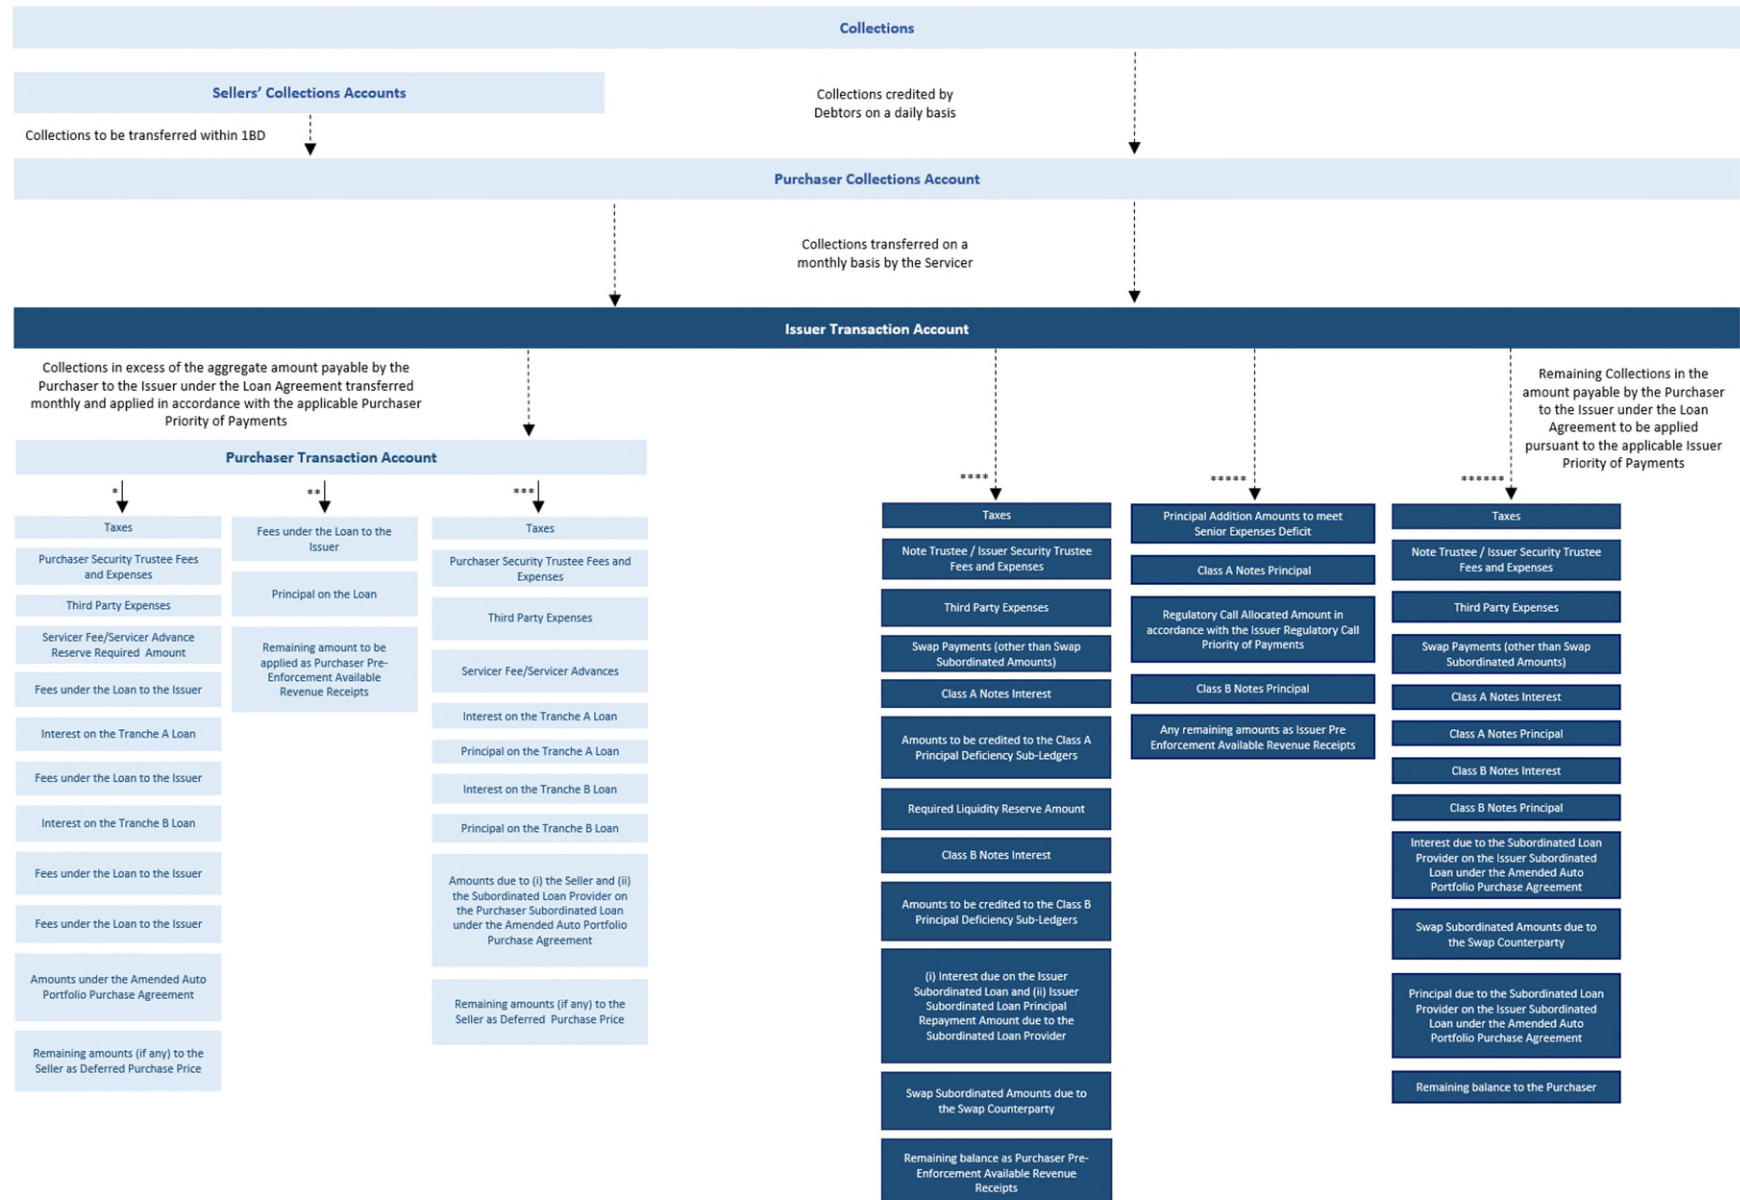 Collections
Sellers’ Collections Accounts
Collections credited by
Debtors on a daily basis
Collections to be transferred within 1BD
Purchaser Collections Account
Collections transferred on a
monthly basis by the Servicer
Issuer Transaction Account
Collections in excess of the aggregate amount payable by the
Purchaser to the Issuer under the Loan Agreement transferred
monthly and applied in accordance with the applicable Purchaser
Priority of Payments
Remaining Collections in the
amount payable by the Purchaser
to the Issuer under the Loan
Agreement to be applied
pursuant to the applicable Issuer
Priority of Payments
Purchaser Transaction Account
*
Taxes
Purchaser Security Trustee Fees
and Expenses
Third Party Expenses
Servicer Fee/Servicer Advance
Reserve Required Amount
Fees under the Loan to the Issuer
Interest on the Tranche A Loan
Fees under the Loan to the Issuer
Interest on the Tranche B Loan
Fees under the Loan to the Issuer
Fees under the Loan to the Issuer
Amounts under the Amended Auto
Portfolio Purchase Agreement
Remaining amounts (if any) to the
Seller as Deferred Purchase Price
**
Fees under the Loan to the
Issuer
Principal on the Loan
Remaining amount to be
applied as Purchaser Pre-
Enforcement Available
Revenue Receipts
***
Taxes
Purchaser Security Trustee Fees and
Expenses
Third Party Expenses
Servicer Fee/Servicer Advances
Interest on the Tranche A Loan
Principal on the Tranche A Loan
Interest on the Tranche B Loan
Principal on the Tranche B Loan
Amounts due to (i) the Seller and (ii)
the Subordinated Loan Provider on
the Purchaser Subordinated Loan
under the Amended Auto Portfolio
Purchase Agreement
Remaining amounts (if any) to the
Seller as Deferred Purchase Price
****
Taxes
Note Trustee / Issuer Security Trustee
Fees and Expenses
Third Party Expenses
Swap Payments (other than Swap
Subordinated Amounts)
Class A Notes Interest
Amounts to be credited to the Class A
Principal Deficiency Sub-Ledgers
Required Liquidity Reserve Amount
Class B Notes Interest
Amounts to be credited to the Class B
Principal Deficiency Sub-Ledgers
(i) Interest due on the Issuer
Subordinated Loan and (ii) Issuer
Subordinated Loan Principal
Repayment Amount due to the
Subordinated Loan Provider
Swap Subordinated Amounts due to
the Swap Counterparty
Remaining balance as Purchaser Pre-
Enforcement Available Revenue
Receipts
*****
Principal Addition Amounts to meet
Senior Expenses Deficit
Class A Notes Principal
Regulatory Call Allocated Amount in
accordance with the Issuer Regulatory Call
Priority of Payments
Class B Notes Principal
Any remaining amounts as Issuer Pre
Enforcement Available Revenue Receipts
******
Taxes
Note Trustee / Issuer Security Trustee
Fees and Expenses
Third Party Expenses
Swap Payments (other than Swap
Subordinated Amounts)
Class A Notes Interest
Class A Notes Principal
Class B Notes Interest
Class B Notes Principal
Interest due to the Subordinated Loan
Provider on the Issuer Subordinated
Loan under the Amended Auto
Portfolio Purchase Agreement
Swap Subordinated Amounts due to
the Swap Counterparty
Principal due to the Subordinated Loan
Provider on the Issuer Subordinated
Loan under the Amended Auto
Portfolio Purchase Agreement
Remaining balance to the Purchaser